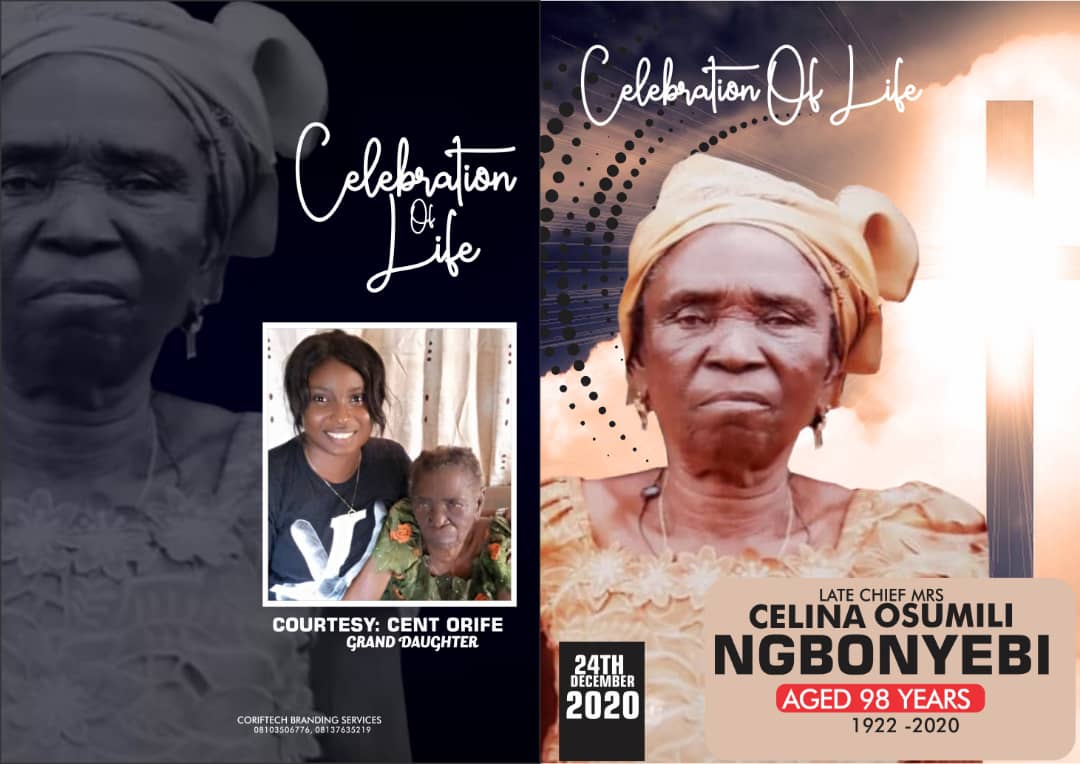 Celebration
Of
Life
COURTESY: CENT ORIFE
GRAND DAUGHTER
CORIFTECH BRANDING SERVICES
08103506776, 08137635219
Celebration Of Life
LATE CHIEF MRS
CELINA OSUMILI
NGBONYEBI
AGED 98 YEARS
1922 -2020
24TH
DECEMBER
2020